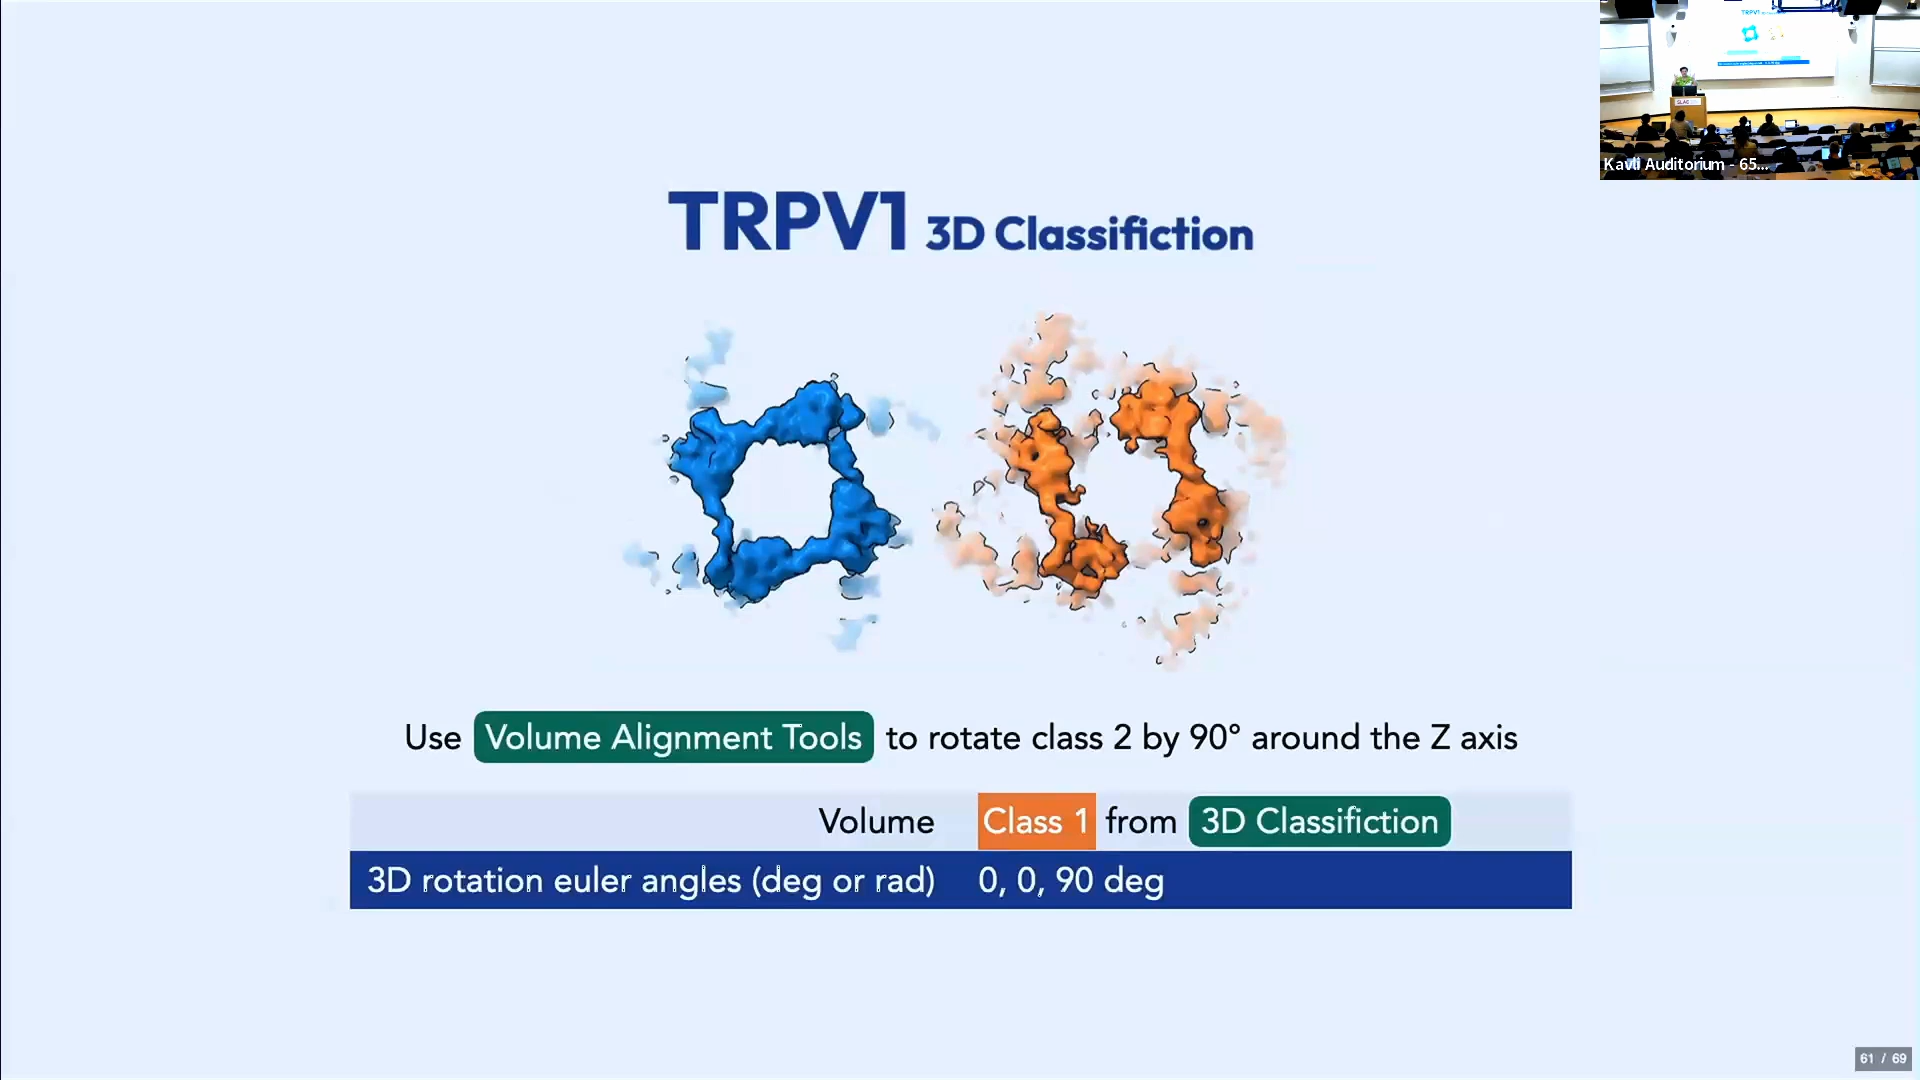 TRPV1 3D Classifiction
Use Volume Alignment Tools to rotate class 2 by 90° around the Z axis
Volume Class 1 from 3D Classifiction
3D rotation euler angles (deg or rad) 0, 0, 90 deg
TRPV1
SLAC
Kavli Auditorium - 65...
61 / 69